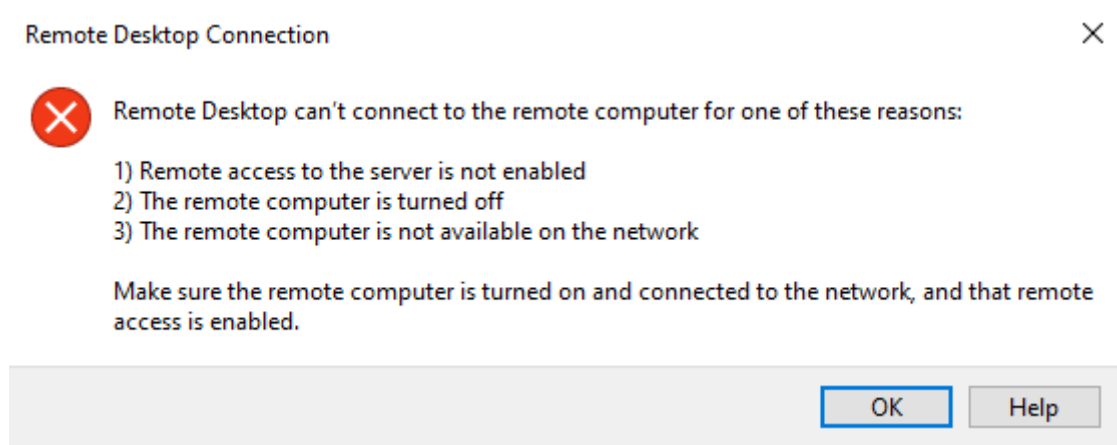 Remote Desktop Connection
Remote Desktop can't connect to the remote computer for one of these reasons:
1) Remote access to the server is not enabled
2) The remote computer is turned off
3) The remote computer is not available on the network
Make sure the remote computer is turned on and connected to the network, and that remote
access is enabled.
OK
Help